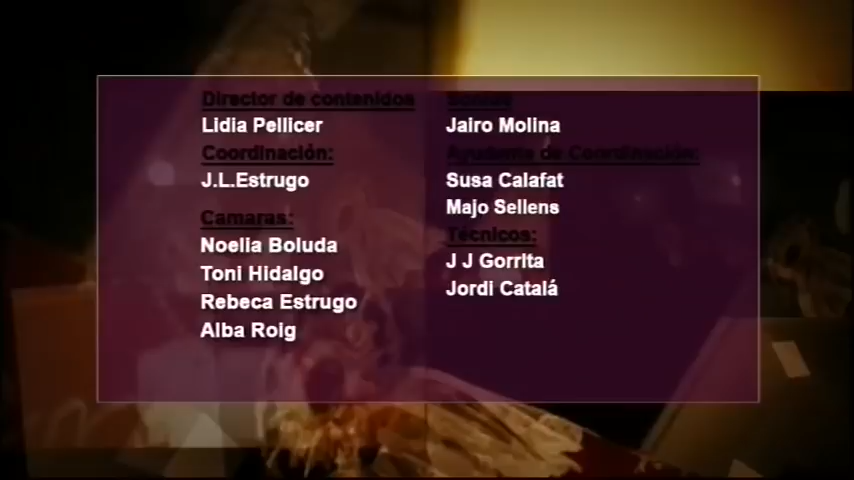 Director de contenidos
Lidia Pellicer
Coordinación:
J.L.Estrugo
Camaras:
Noelia Boluda
Toni Hidalgo
Rebeca Estrugo
Alba Roig
Jairo Molina
Ayudante de Coordinación:
Susa Calafat
Majo Sellens
Técnicos:
J J Gorrita
Jordi Catalá